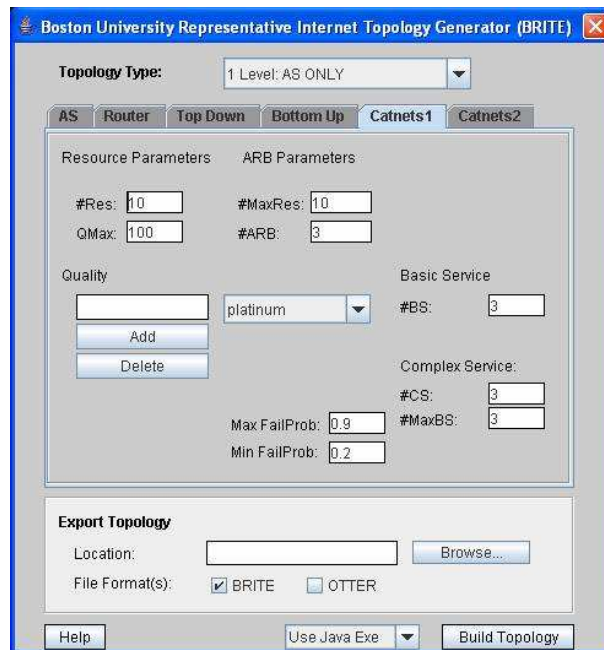 Boston University Representative Internet Topology Generator (BRITE)
Topology Type: 1 Level: AS ONLY
AS Router Top Down Bottom Up Catnets1 Catnets2
Resource Parameters ARB Parameters
#Res: 10 #MaxRes: 10
QMax: 100 #ARB: 3
Quality Basic Service
platinum #BS: 3
Add
Delete Complex Service:
#CS: 3
Max FailProb: 0.9 #MaxBS: 3
Min FailProb: 0.2
Export Topology
Location: Browse...
File Format(s): BRITE OTTER
Help Use Java Exe Build Topology